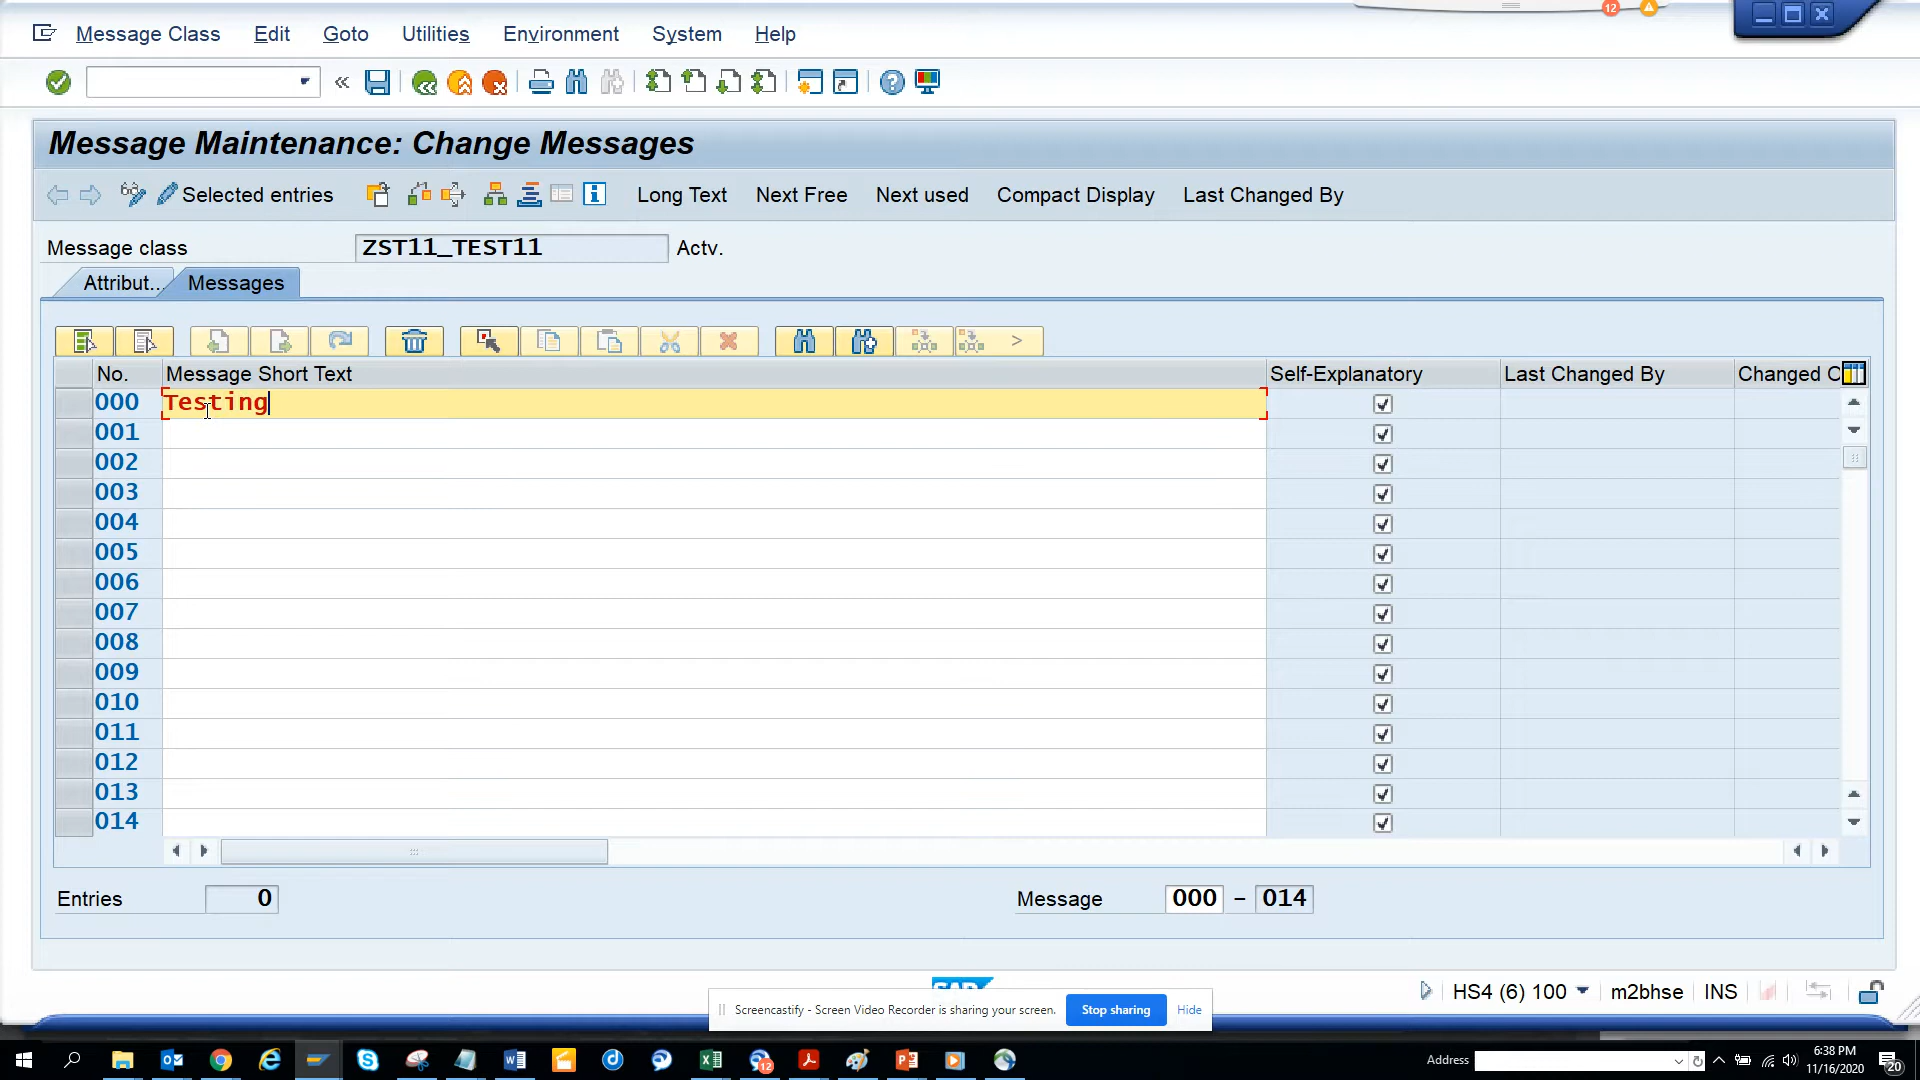 12
Message Class Edit Goto Utilities Environment System Help
Message Maintenance: Change Messages
Selected entries Long Text Next Free Next used Compact Display Last Changed By
Message class ZST11_TEST11 Actv.
Attribut... Messages
No. Message Short Text Self-Explanatory Last Changed By Changed O
000 Testing
001
002
003
004
005
006
007
008
009
010
011
012
013
014
Entries 0 Message 000 - 014
SAP
HS4 (6) 100 m2bhse INS
Screencastify - Screen Video Recorder is sharing your screen. Stop sharing Hide
12 Address 6:38 PM
11/16/2020 20